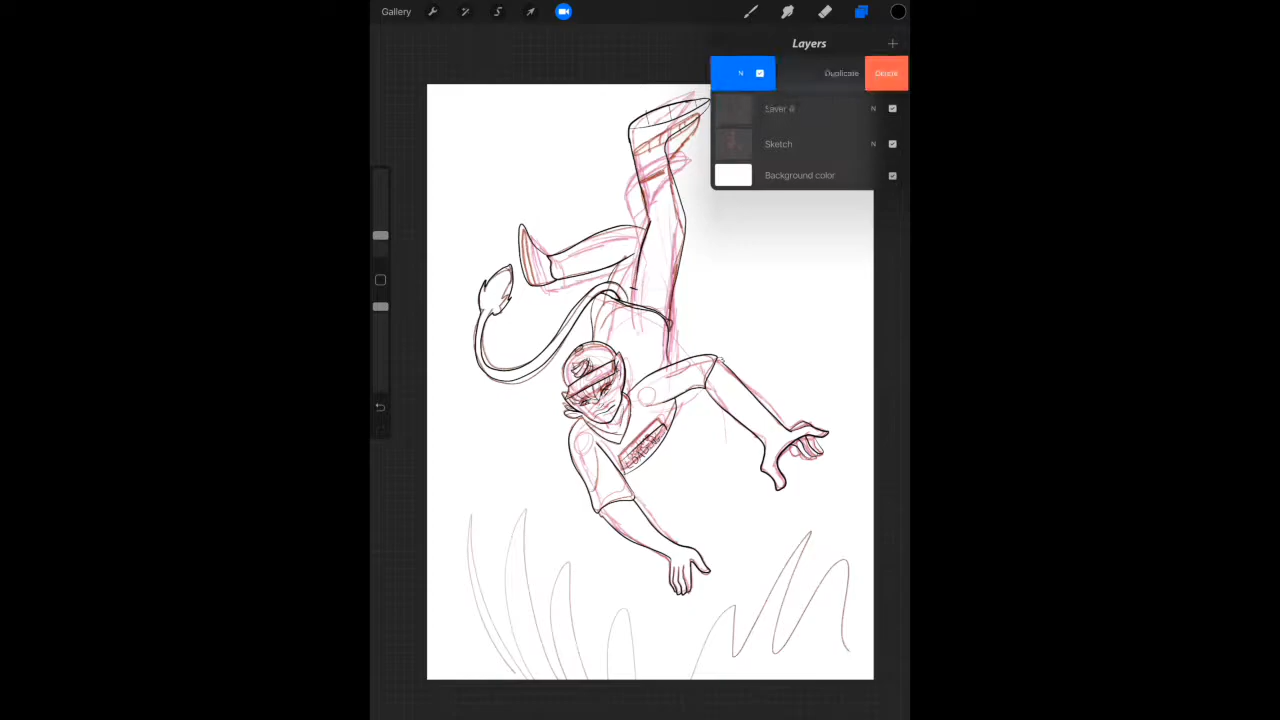 Gallery
Layers
N
Duplicate
Delete
N
Sketch
N
Background color